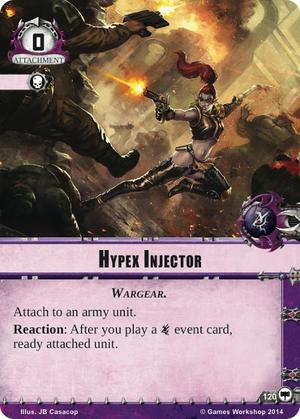 0
ATTACHMENT
HYPEX INJECTOR
WARGEAR.
Attach to an army unit.
Reaction: After you play a event card,
ready attached unit.
120
Illus. JB Casacop
© Games Workshop 2014